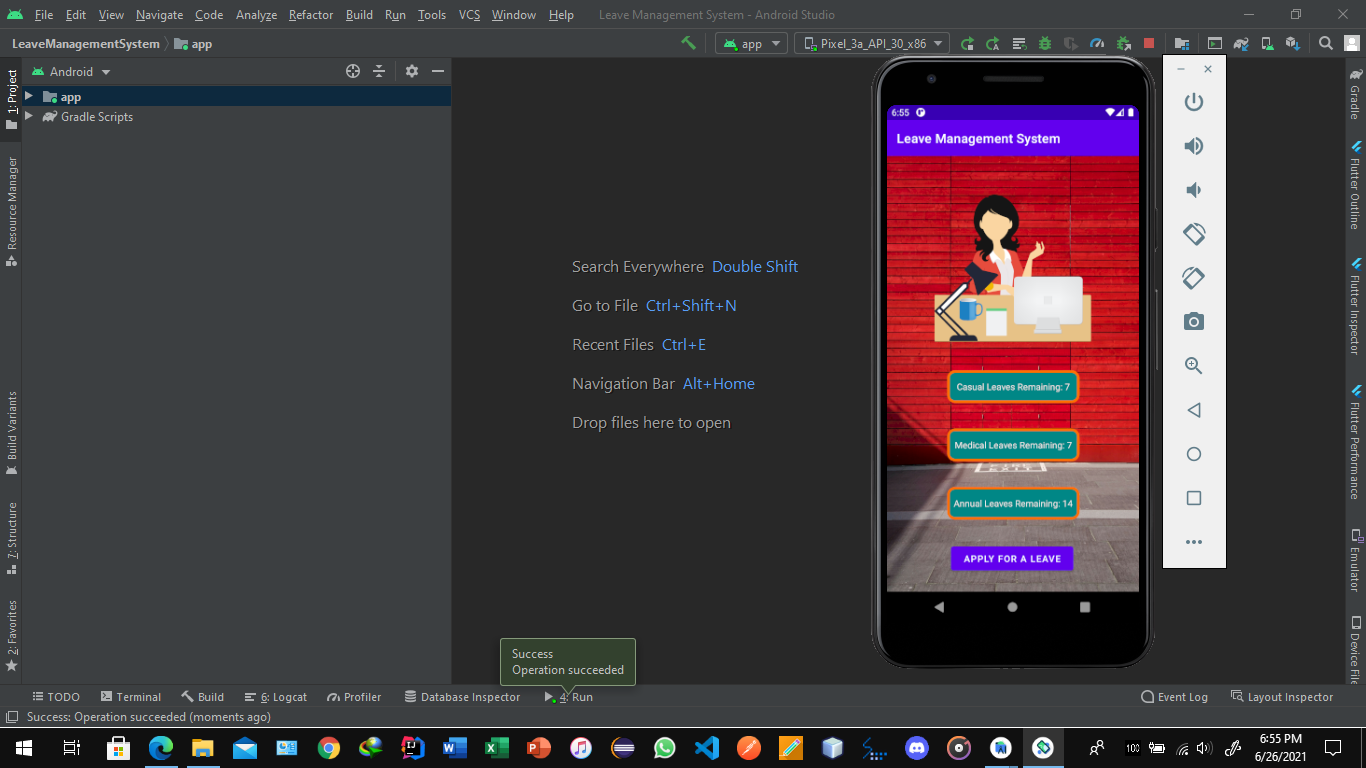 File Edit View Navigate Code Analyze Refactor Build Run Tools VCS Window Help Leave Management System - Android Studio
LeaveManagementSystem app
app Pixel_3a_API_30_x86
Android
app
Gradle Scripts
1: Project
Resource Manager
Build Variants
7: Structure
2: Favorites
Search Everywhere Double Shift
Go to File Ctrl+Shift+N
Recent Files Ctrl+E
Navigation Bar Alt+Home
Drop files here to open
6:55
Leave Management System
Casual Leaves Remaining: 7
Medical Leaves Remaining: 7
Annual Leaves Remaining: 14
APPLY FOR A LEAVE
Gradle
Flutter Outline
Flutter Inspector
Flutter Performance
Emulator
Device File
Success
Operation succeeded
TODO Terminal Build 6: Logcat Profiler Database Inspector 4: Run Event Log Layout Inspector
Success: Operation succeeded (moments ago)
100
6:55 PM
6/26/2021